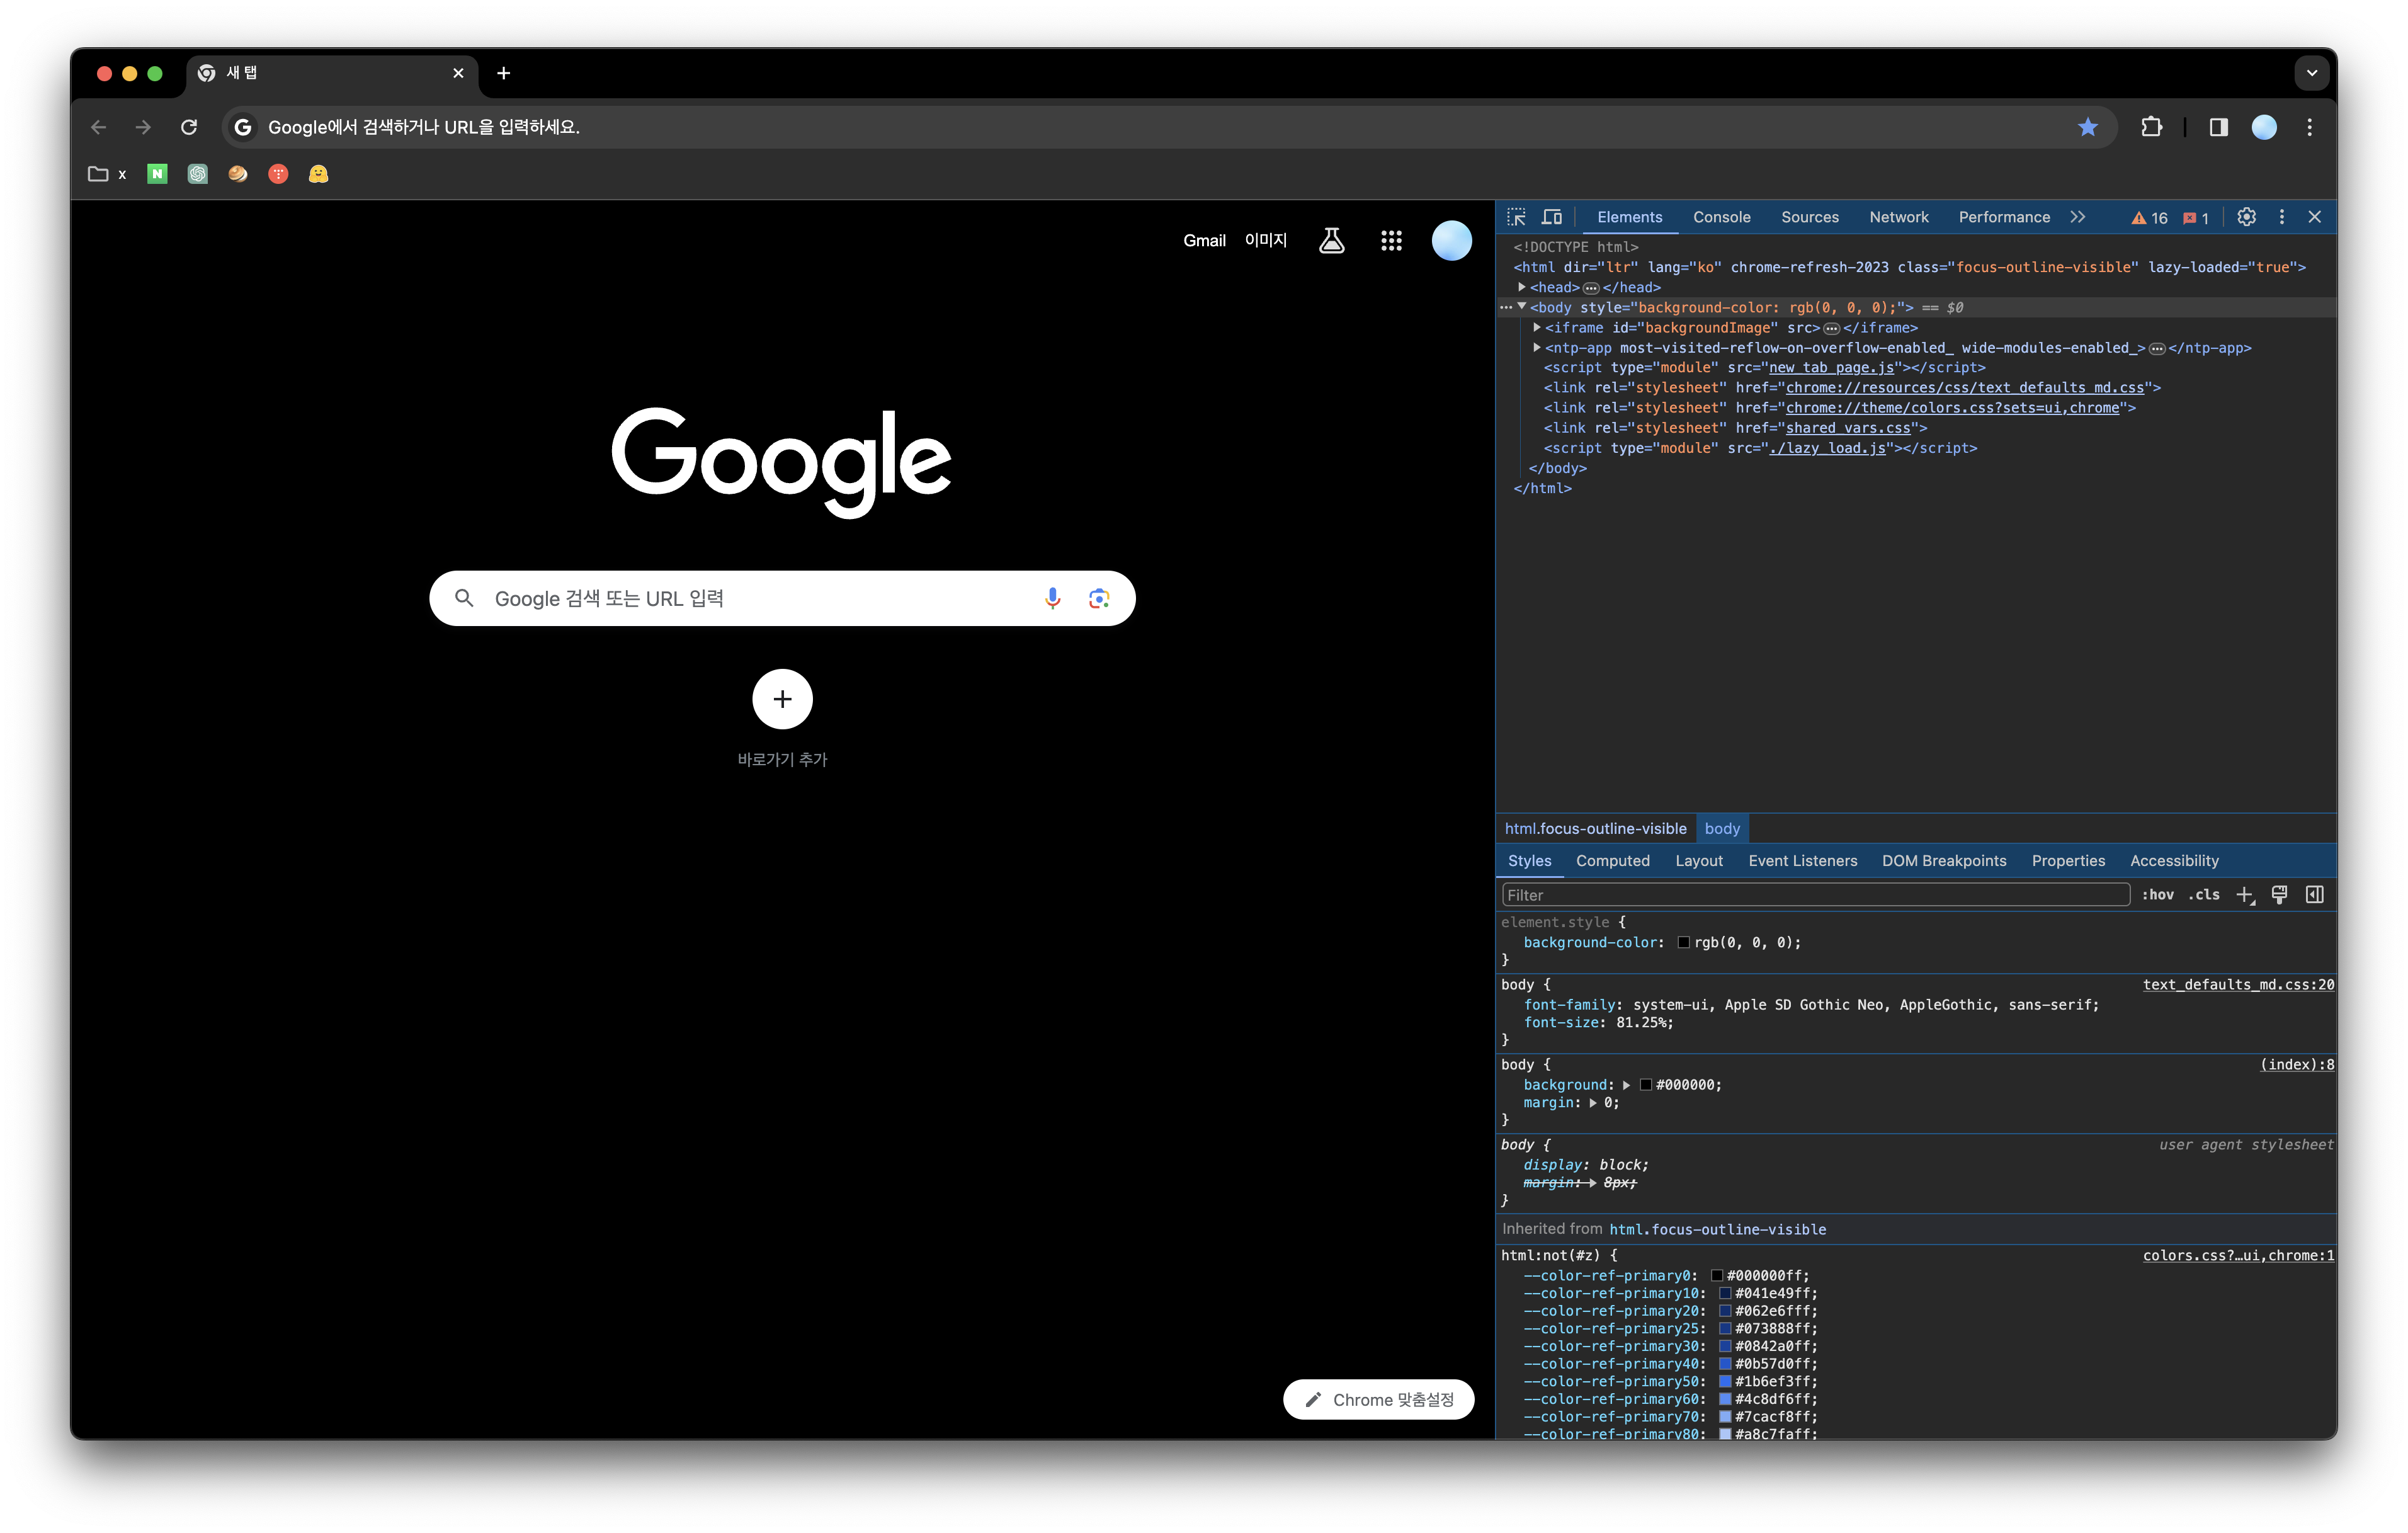 새 탭
Google에서 검색하거나 URL을 입력하세요.
x
Gmail 이미지
Google
Google 검색 또는 URL 입력
바로가기 추가
Chrome 맞춤설정
Elements Console Sources Network Performance 16 1
<!DOCTYPE html>
<html dir="ltr" lang="ko" chrome-refresh-2023 class="focus-outline-visible" lazy-loaded="true">
<head>…</head>
<body style="background-color: rgb(0, 0, 0);"> == $0
<iframe id="backgroundImage" src>…</iframe>
<ntp-app most-visited-reflow-on-overflow-enabled_ wide-modules-enabled_>…</ntp-app>
<script type="module" src="new_tab_page.js"></script>
<link rel="stylesheet" href="chrome://resources/css/text_defaults_md.css">
<link rel="stylesheet" href="chrome://theme/colors.css?sets=ui,chrome">
<link rel="stylesheet" href="shared_vars.css">
<script type="module" src="./lazy_load.js"></script>
</body>
</html>
html.focus-outline-visible body
Styles Computed Layout Event Listeners DOM Breakpoints Properties Accessibility
Filter :hov .cls
element.style {
background-color: rgb(0, 0, 0);
}
body { text_defaults_md.css:20
font-family: system-ui, Apple SD Gothic Neo, AppleGothic, sans-serif;
font-size: 81.25%;
}
body { (index):8
background: #000000;
margin: 0;
}
body { user agent stylesheet
display: block;
margin: 8px;
}
Inherited from html.focus-outline-visible
html:not(#z) { colors.css?…ui,chrome:1
--color-ref-primary0: #000000ff;
--color-ref-primary10: #041e49ff;
--color-ref-primary20: #062e6fff;
--color-ref-primary25: #073888ff;
--color-ref-primary30: #0842a0ff;
--color-ref-primary40: #0b57d0ff;
--color-ref-primary50: #1b6ef3ff;
--color-ref-primary60: #4c8df6ff;
--color-ref-primary70: #7cacf8ff;
--color-ref-primary80: #a8c7faff;